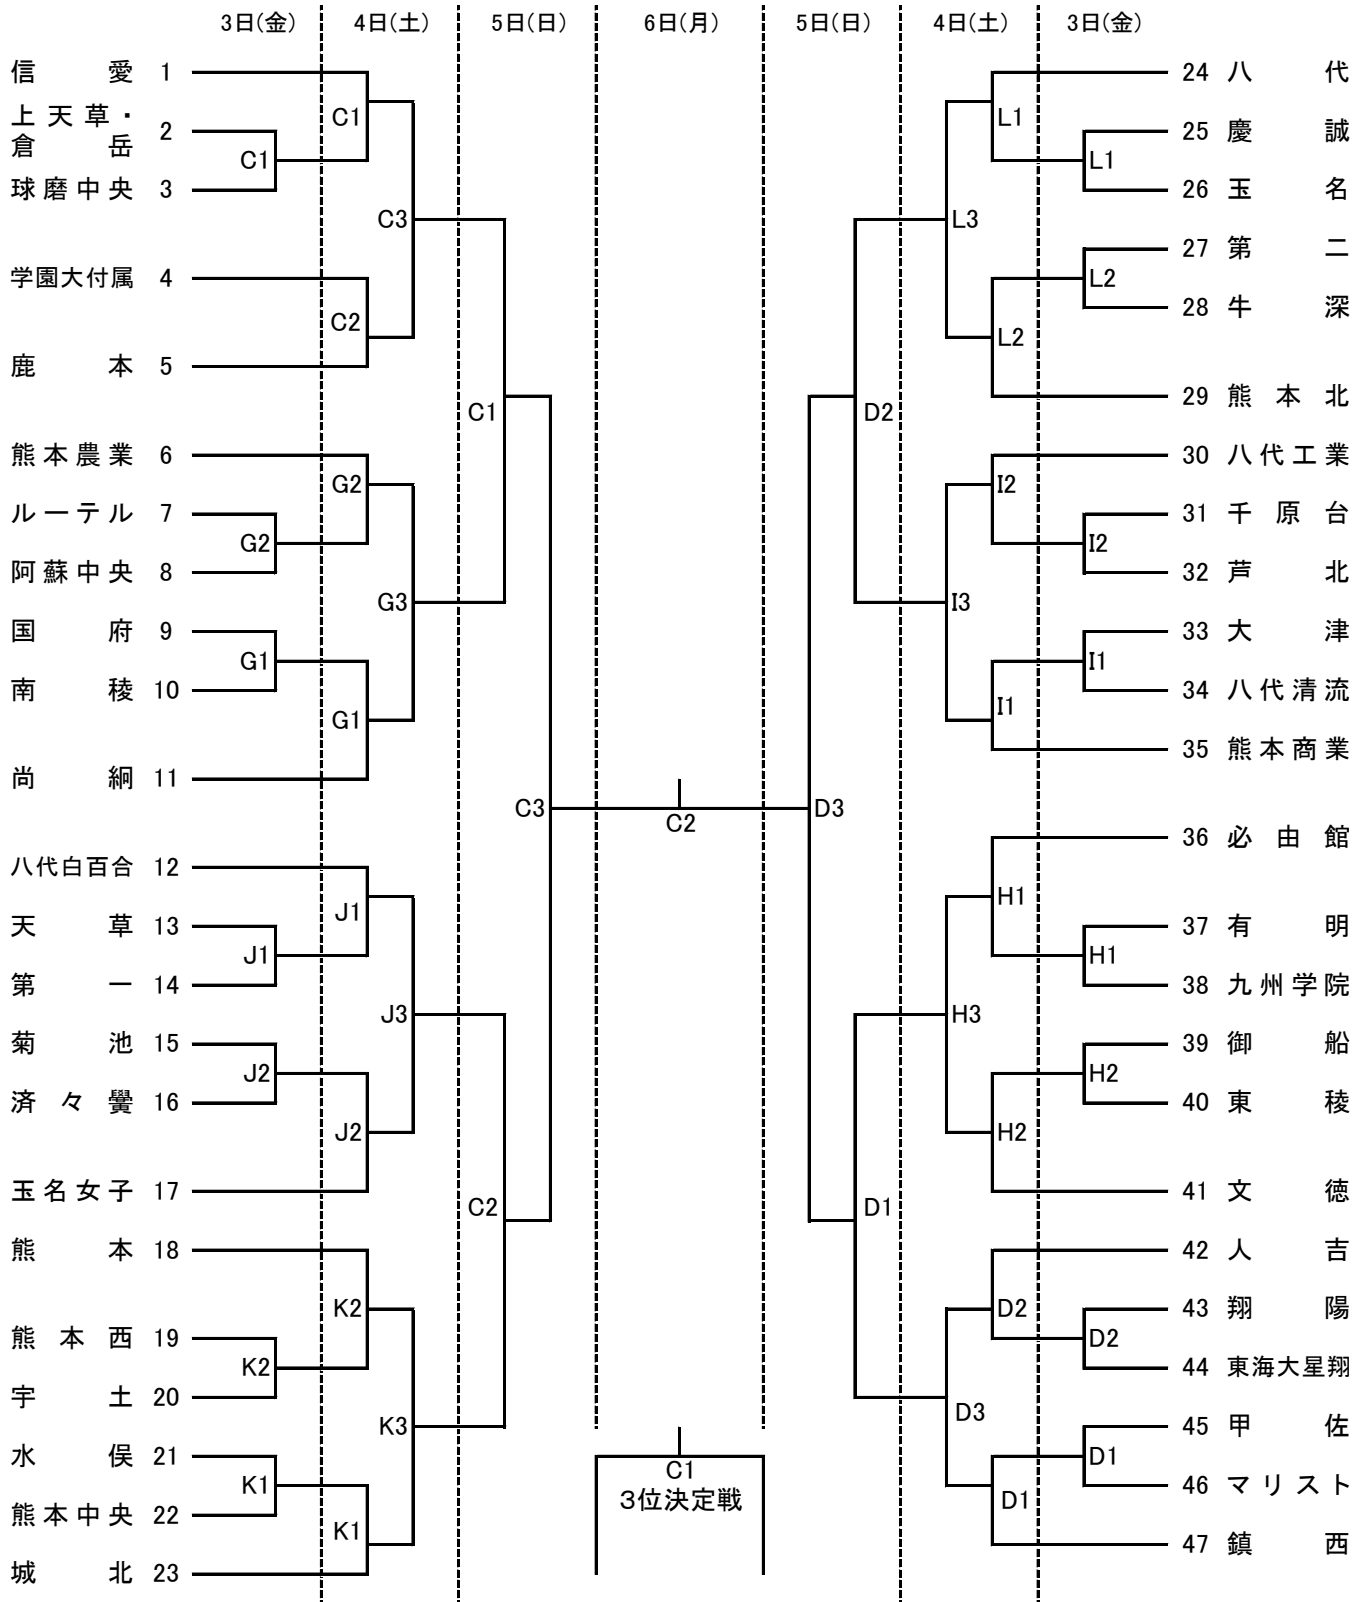 3日(金) 4日(土) 5日(日) 6日(月) 5日(日) 4日(土) 3日(金)
信愛 1
上天草・倉岳 2
C1
C1
球磨中央 3
C3
学園大付属 4
C2
鹿本 5
C1
熊本農業 6
G2
ルーテル 7
G2
阿蘇中央 8
G3
国府 9
G1
南稜 10
G1
尚絅 11
C3
八代白百合 12
J1
天草 13
J1
第一 14
J3
菊池 15
J2
済々黌 16
J2
玉名女子 17
C2
熊本 18
K2
熊本西 19
K2
宇土 20
K3
水俣 21
K1
熊本中央 22
K1
城北 23
C2
C1
3位決定戦
24 八代
L1
25 慶誠
L1
26 玉名
L3
27 第二
L2
28 牛深
L2
29 熊本北
D2
30 八代工業
I2
31 千原台
I2
32 芦北
I3
33 大津
I1
34 八代清流
I1
35 熊本商業
D3
36 必由館
H1
37 有明
H1
38 九州学院
H3
39 御船
H2
40 東稜
H2
41 文徳
D1
42 人吉
D2
43 翔陽
D2
44 東海大星翔
D3
45 甲佐
D1
46 マリスト
D1
47 鎮西